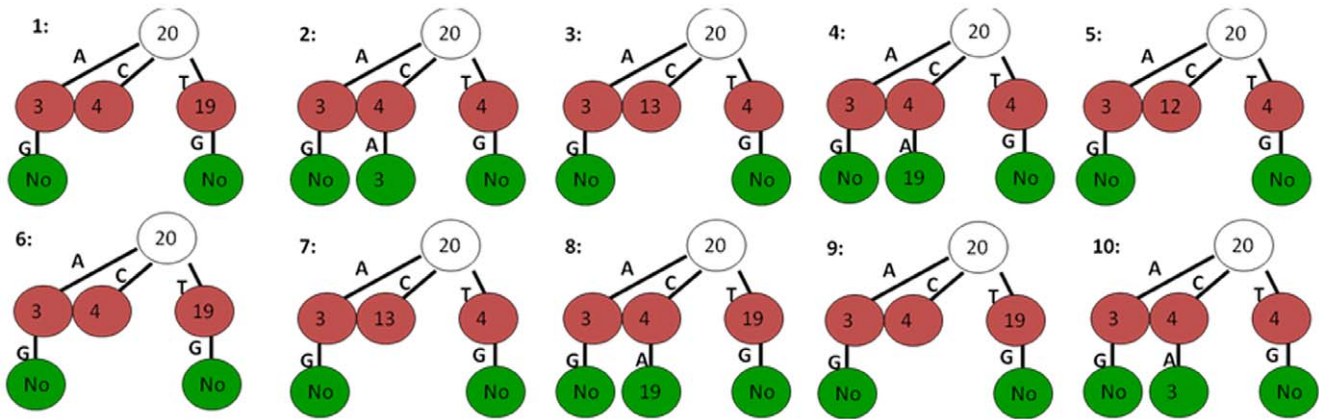 1: 20 2: 20 3: 20 4: 20 5: 20
A C T A C T A C T A C T A C T
3 4 19 3 4 4 3 13 4 3 4 4 3 12 4
G G G A G G G G A G G G
No No No 3 No No No No 19 No No No
6: 20 7: 20 8: 20 9: 20 10: 20
A C T A C T A C T A C T A C T
3 4 19 3 13 4 3 4 19 3 4 19 3 4 4
G G G G G A G G G G A G
No No No No No 19 No No No No 3 No